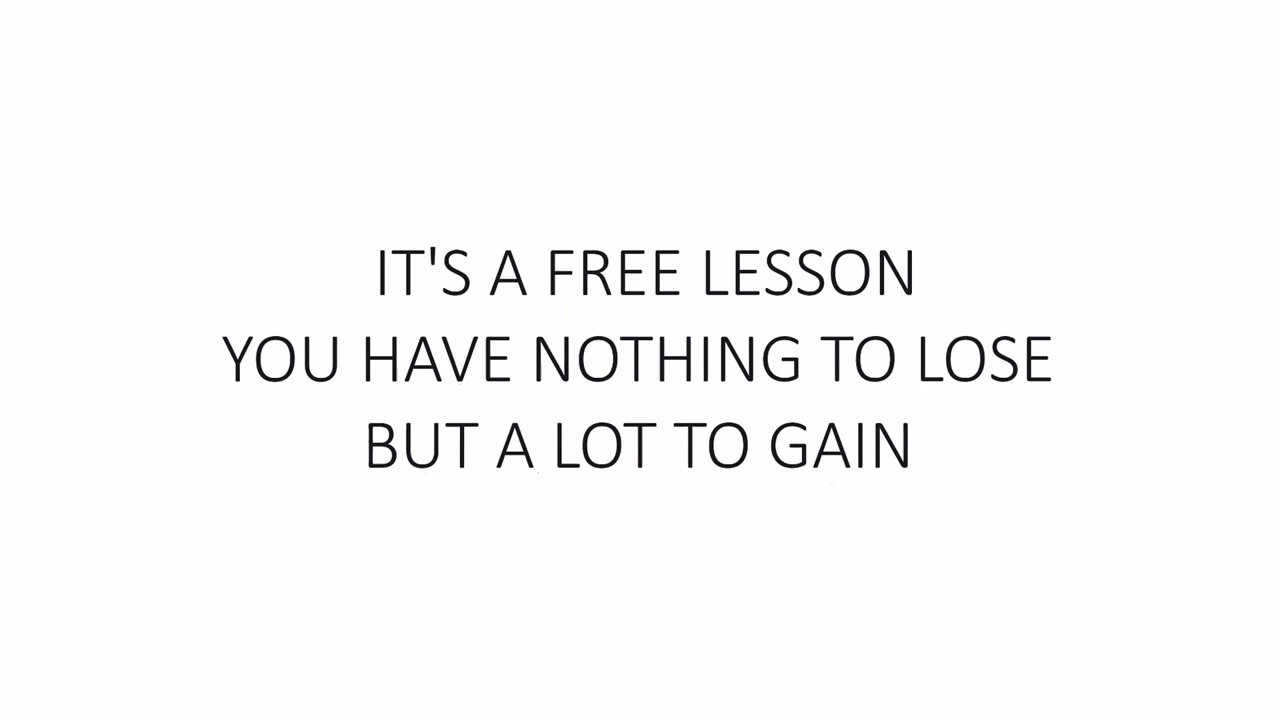 IT'S A FREE LESSON
YOU HAVE NOTHING TO LOSE
BUT A LOT TO GAIN